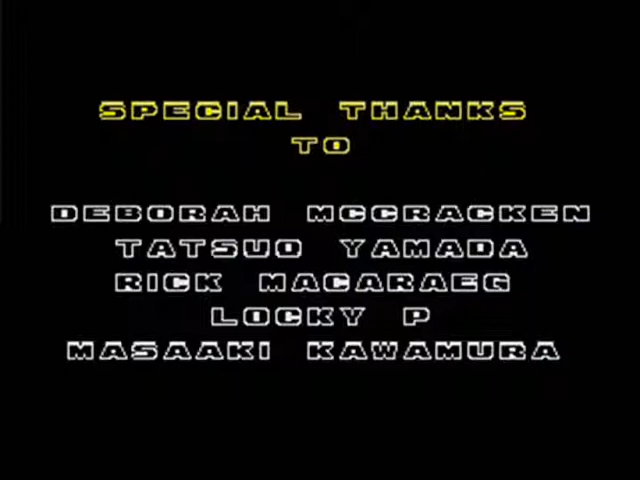 SPECIAL THANKS
TO
DEBORAH MCCRACKEN
TATSUO YAMADA
RICK MACARAEG
LOCKY P
MASAAKI KAWAMURA